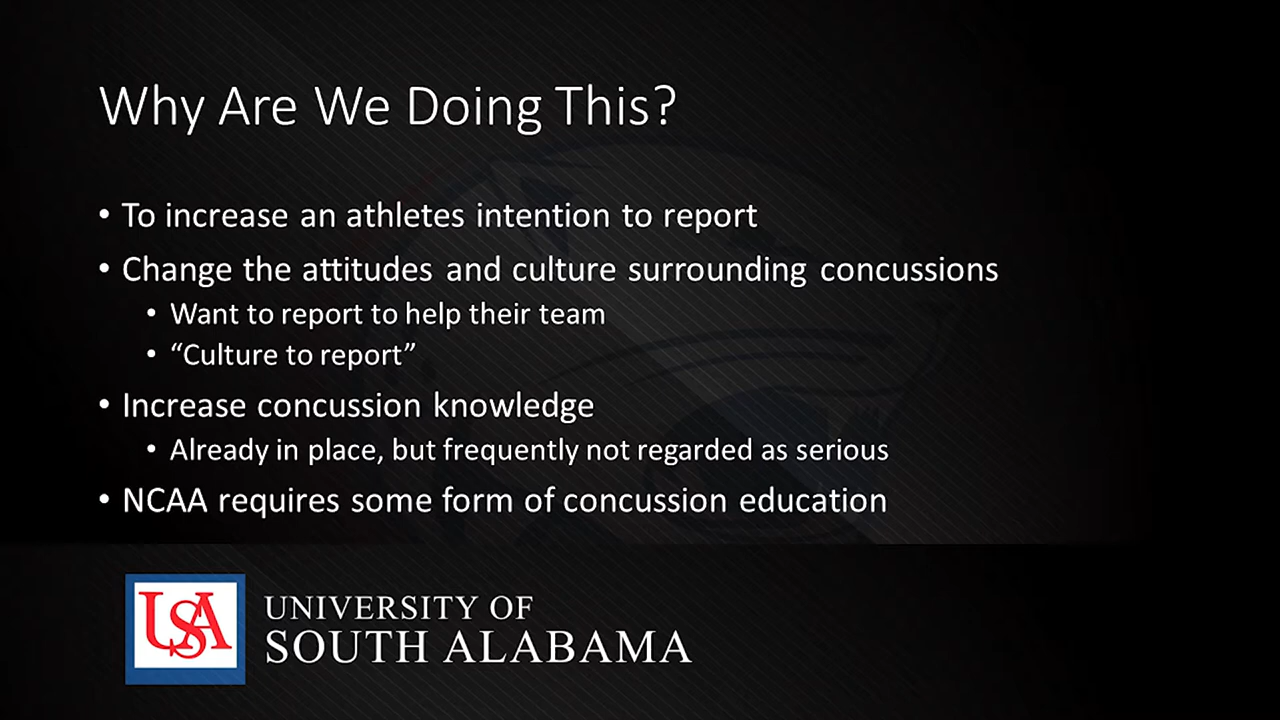 Why Are We Doing This?
• To increase an athletes intention to report
• Change the attitudes and culture surrounding concussions
• Want to report to help their team
• “Culture to report”
• Increase concussion knowledge
• Already in place, but frequently not regarded as serious
• NCAA requires some form of concussion education
USA
UNIVERSITY OF
SOUTH ALABAMA